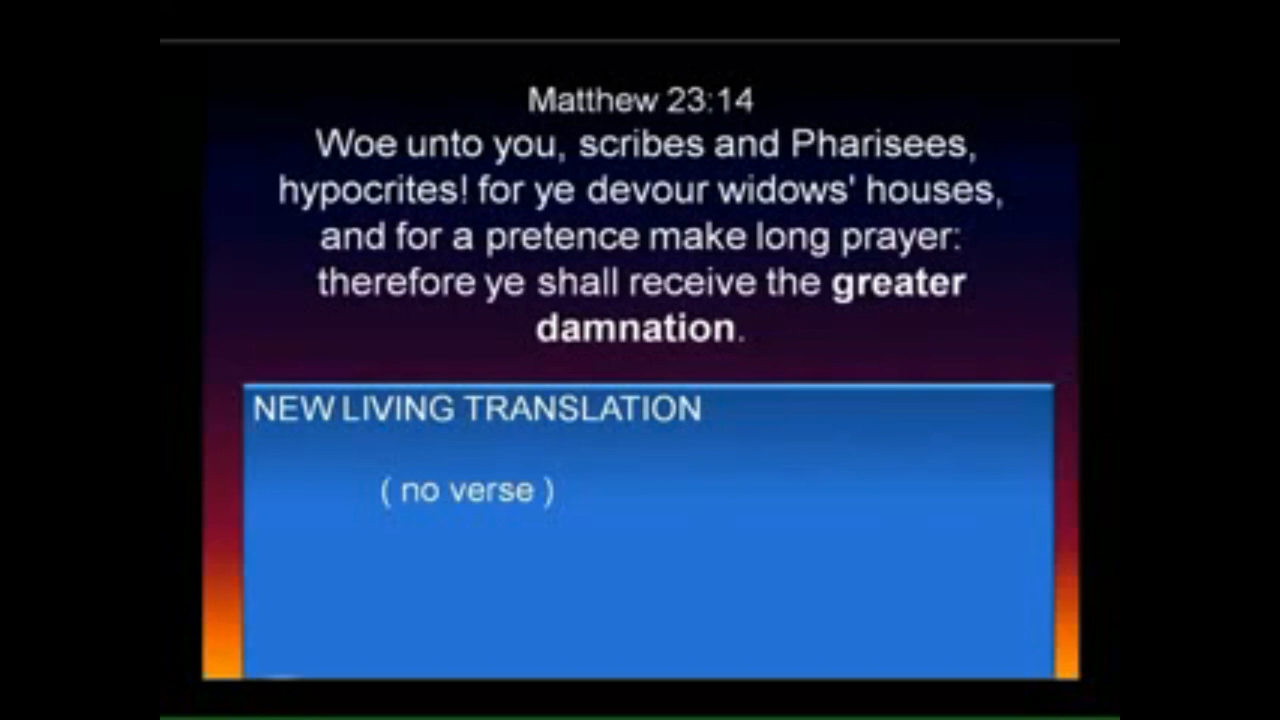 Matthew 23:14
Woe unto you, scribes and Pharisees,
hypocrites! for ye devour widows' houses,
and for a pretence make long prayer:
therefore ye shall receive the greater
damnation.
NEW LIVING TRANSLATION
( no verse )